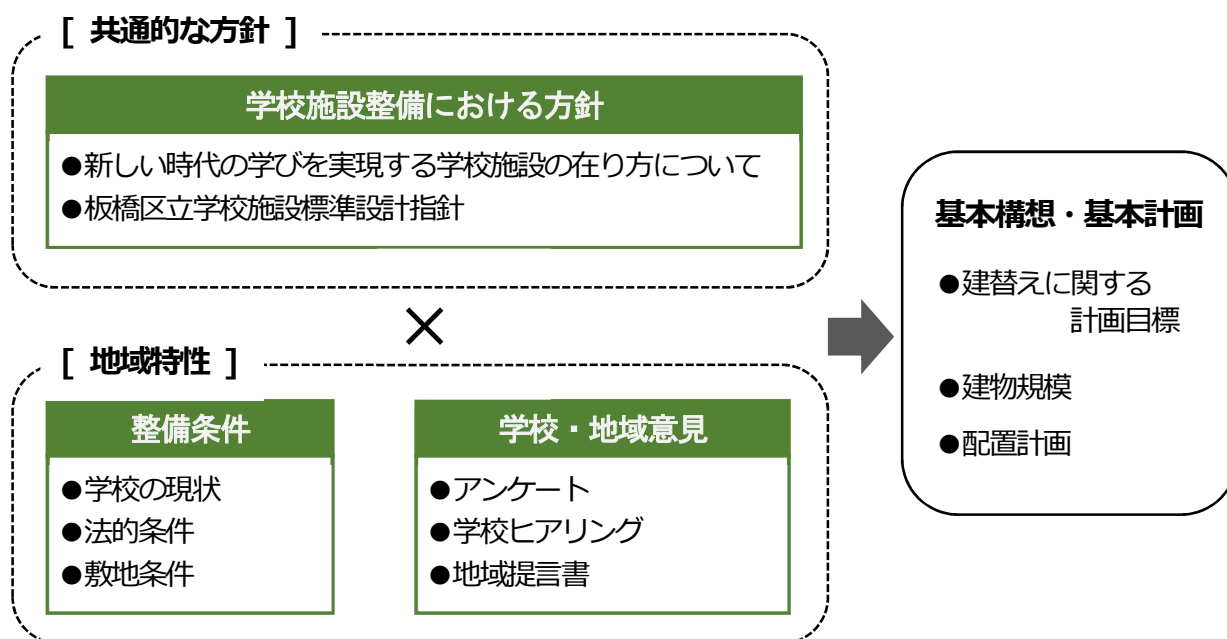 [ 共通的な方針 ]
学校施設整備における方針
●新しい時代の学びを実現する学校施設の在り方について
●板橋区立学校施設標準設計指針
×
[ 地域特性 ]
整備条件
●学校の現状
●法的条件
●敷地条件
学校・地域意見
●アンケート
●学校ヒアリング
●地域提言書
基本構想・基本計画
●建替えに関する
計画目標
●建物規模
●配置計画